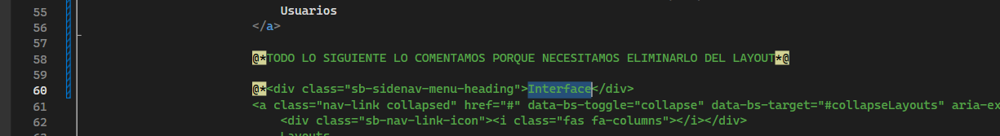 55 Usuarios
56 </a>
57
58 @*TODO LO SIGUIENTE LO COMENTAMOS PORQUE NECESITAMOS ELIMINARLO DEL LAYOUT*@
59
60 @*<div class="sb-sidenav-menu-heading">Interface</div>
61 <a class="nav-link collapsed" href="#" data-bs-toggle="collapse" data-bs-target="#collapseLayouts" aria-ex
62 <div class="sb-nav-link-icon"><i class="fas fa-columns"></i></div>
63 Layouts